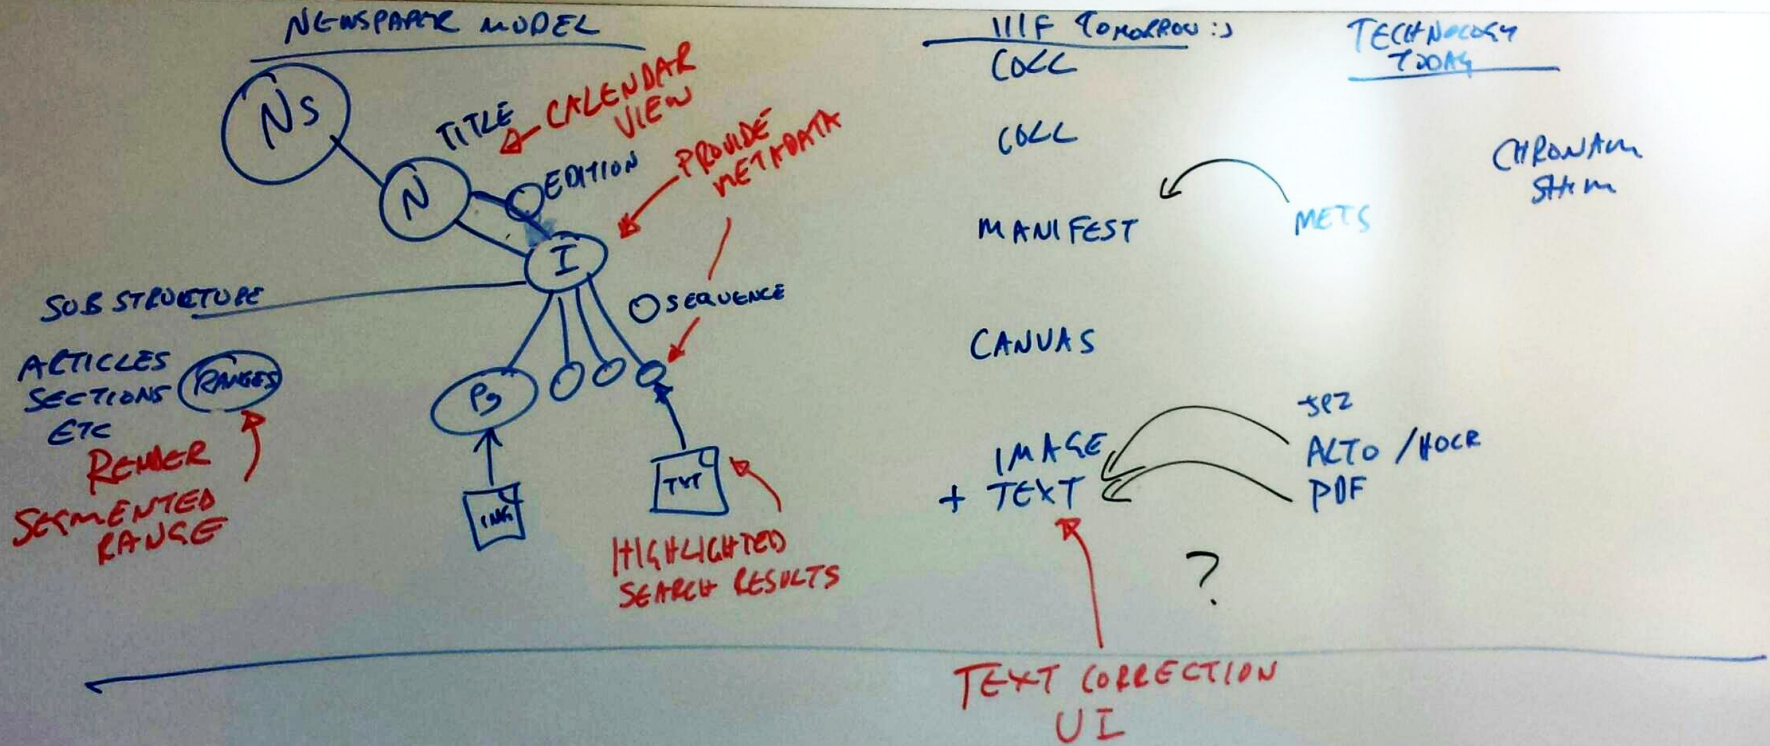 NEWSPAPER MODEL
NS
TITLE
CALENDAR
VIEW
N
EDITION
PROVIDE
METADATA
I
SUBSTRUCTURE
SEQUENCE
ARTICLES
SECTIONS
ETC
RANGES
RENDER
SEGMENTED
RANGE
Pg
IMG
TXT
HIGHLIGHTED
SEARCH RESULTS
IIIF TOMORROW :)
COLL
COLL
MANIFEST
CANVAS
IMAGE
+ TEXT
TEXT CORRECTION
UI
TECHNOLOGY
TODAY
CHRONAM
SHIM
METS
JP2
ALTO / HOCR
PDF
?